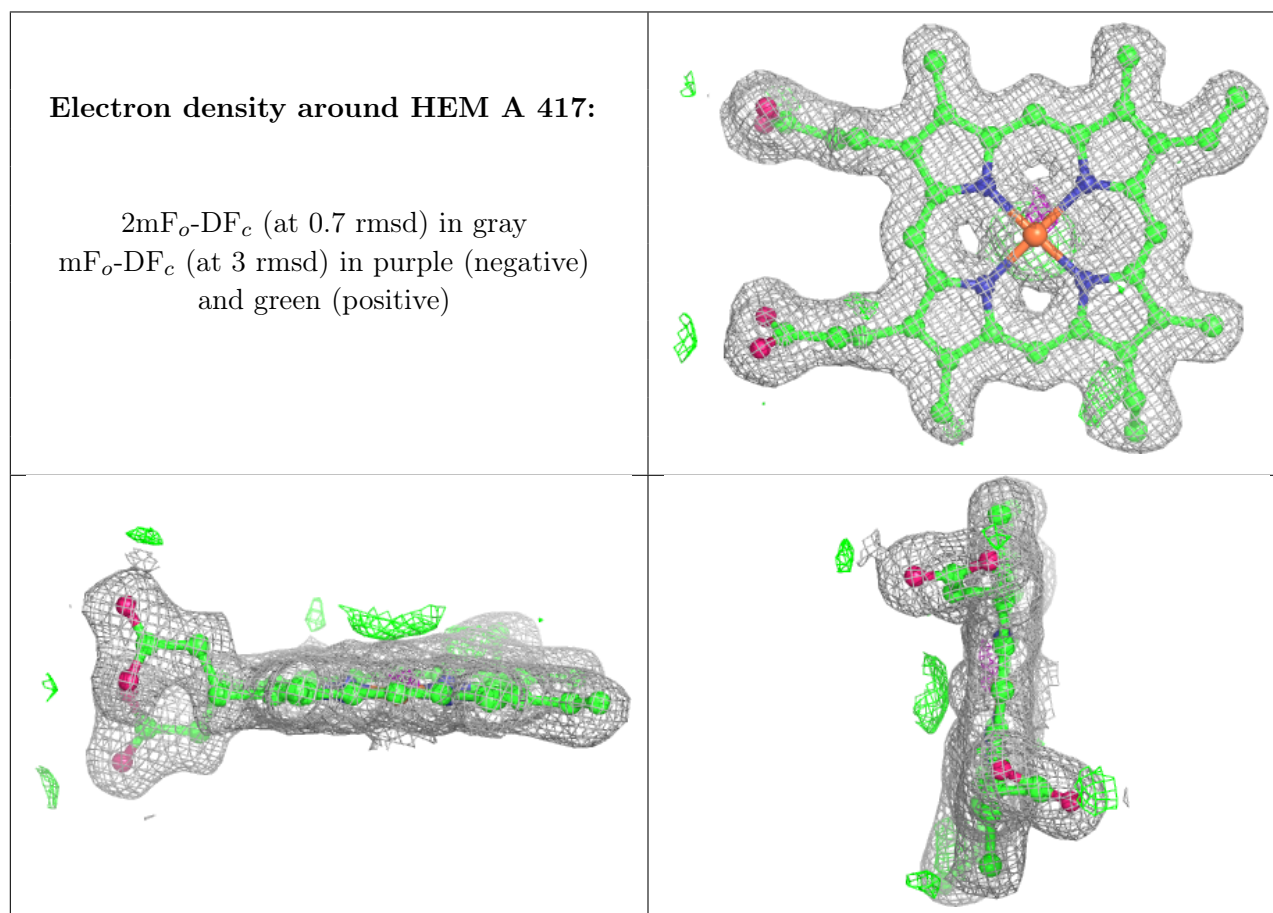 Electron density around HEM A 417:
2mFo-DFc (at 0.7 rmsd) in gray
mFo-DFc (at 3 rmsd) in purple (negative)
and green (positive)